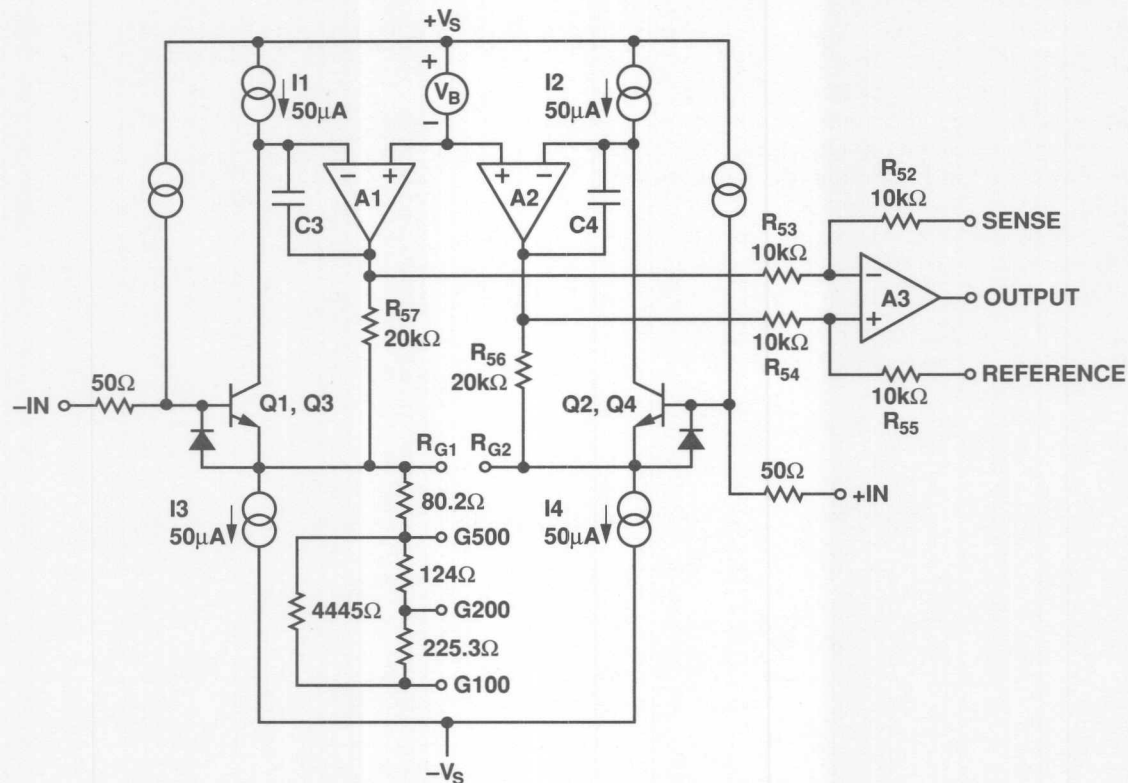 +VS
I1
50μA
+
VB
−
I2
50μA
− +
A1
C3
+ −
A2
C4
R52
10kΩ
SENSE
R53
10kΩ
−
A3
+
OUTPUT
10kΩ
R54
REFERENCE
10kΩ
R55
R57
20kΩ
R56
20kΩ
50Ω
–IN
Q1, Q3
Q2, Q4
RG1
RG2
50Ω
+IN
I3
50μA
80.2Ω
G500
I4
50μA
124Ω
4445Ω
G200
225.3Ω
G100
–VS